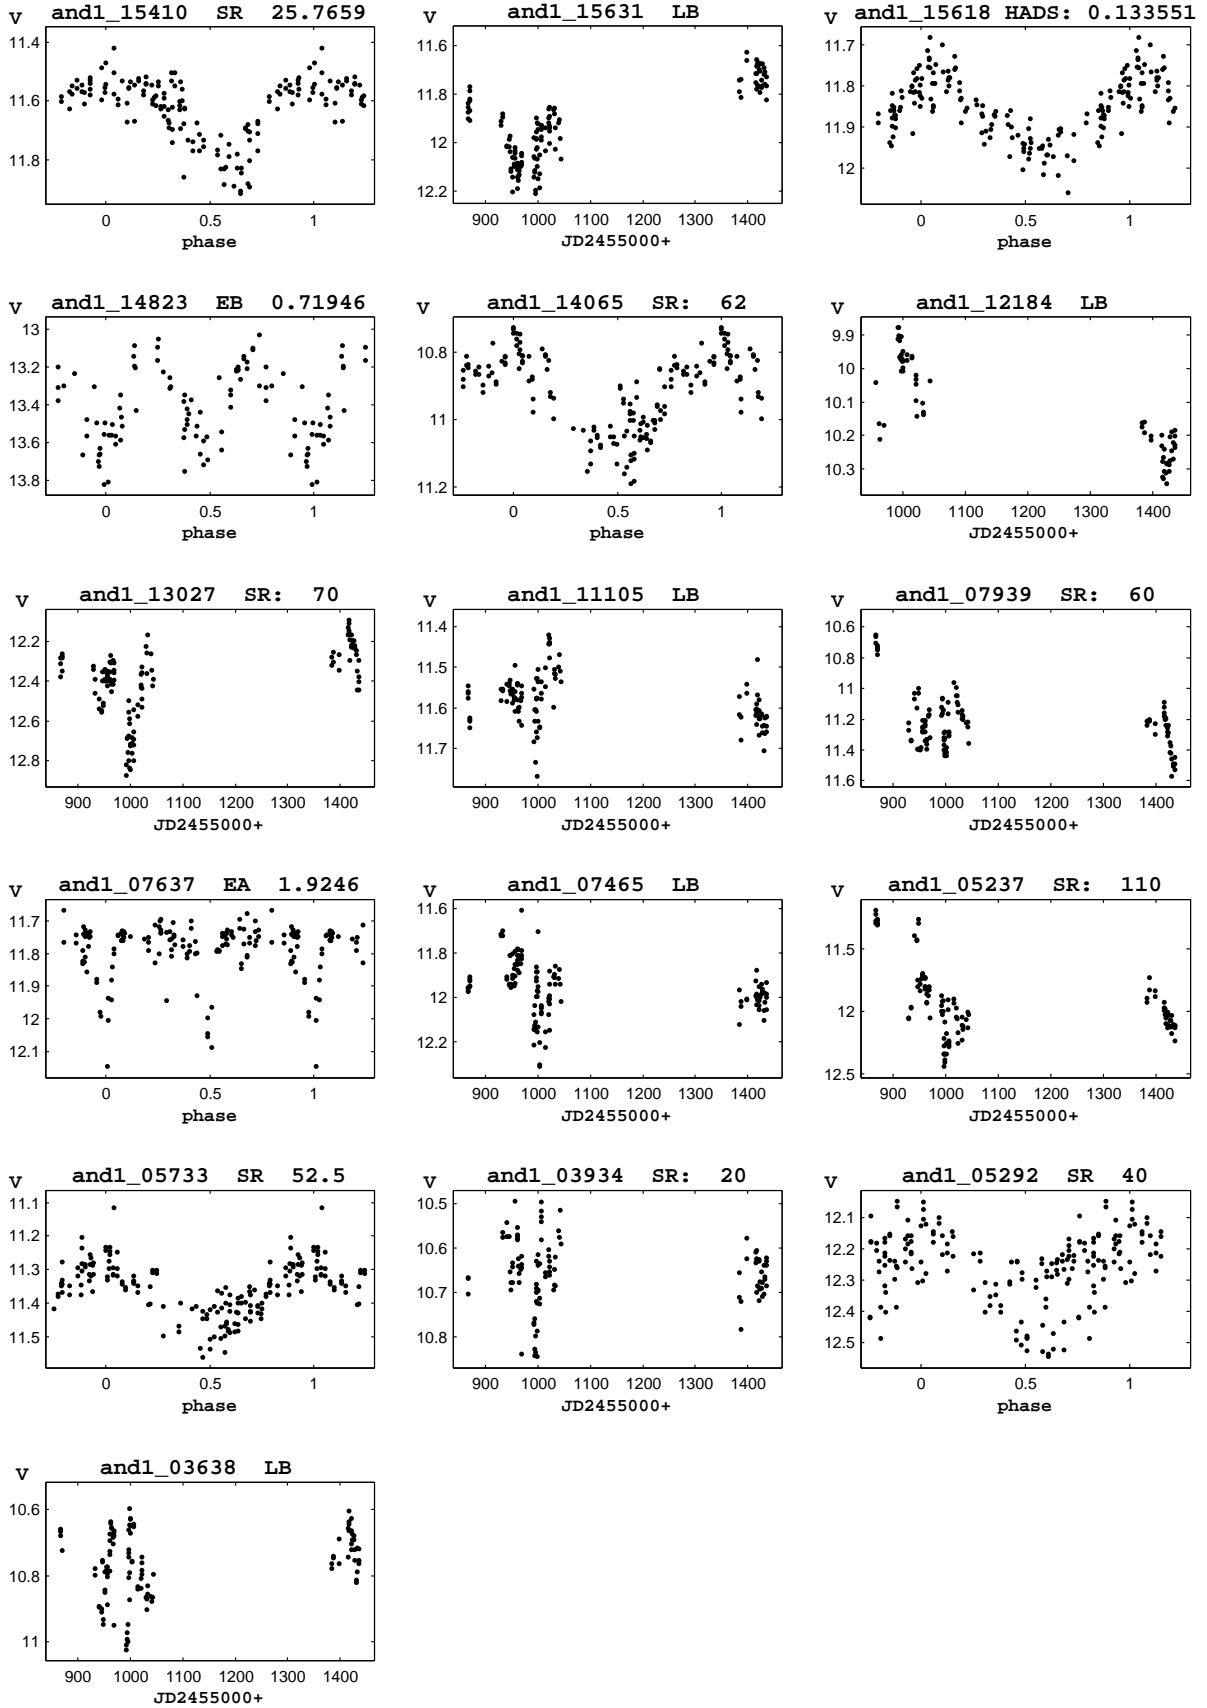 V and1_15410 SR 25.7659
11.4
11.6
11.8
0 0.5 1
phase
V and1_15631 LB
11.6
11.8
12
12.2
900 1000 1100 1200 1300 1400
JD2455000+
V and1_15618 HADS: 0.133551
11.7
11.8
11.9
12
0 0.5 1
phase
V and1_14823 EB 0.71946
13
13.2
13.4
13.6
13.8
0 0.5 1
phase
V and1_14065 SR: 62
10.8
11
11.2
0 0.5 1
phase
V and1_12184 LB
9.9
10
10.1
10.2
10.3
1000 1100 1200 1300 1400
JD2455000+
V and1_13027 SR: 70
12.2
12.4
12.6
12.8
900 1000 1100 1200 1300 1400
JD2455000+
V and1_11105 LB
11.4
11.5
11.6
11.7
900 1000 1100 1200 1300 1400
JD2455000+
V and1_07939 SR: 60
10.6
10.8
11
11.2
11.4
11.6
900 1000 1100 1200 1300 1400
JD2455000+
V and1_07637 EA 1.9246
11.7
11.8
11.9
12
12.1
0 0.5 1
phase
V and1_07465 LB
11.6
11.8
12
12.2
900 1000 1100 1200 1300 1400
JD2455000+
V and1_05237 SR: 110
11.5
12
12.5
900 1000 1100 1200 1300 1400
JD2455000+
V and1_05733 SR 52.5
11.1
11.2
11.3
11.4
11.5
0 0.5 1
phase
V and1_03934 SR: 20
10.5
10.6
10.7
10.8
900 1000 1100 1200 1300 1400
JD2455000+
V and1_05292 SR 40
12.1
12.2
12.3
12.4
12.5
0 0.5 1
phase
V and1_03638 LB
10.6
10.8
11
900 1000 1100 1200 1300 1400
JD2455000+